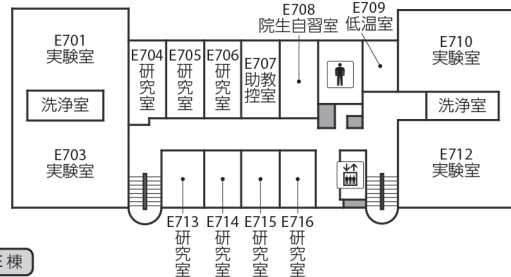 E708
院生自習室
E709
低温室
E701
実験室
E704
研究室
E705
研究室
E706
研究室
E707
助教
控室
E710
実験室
洗浄室
洗浄室
E703
実験室
E712
実験室
E713
研究室
E714
研究室
E715
研究室
E716
研究室